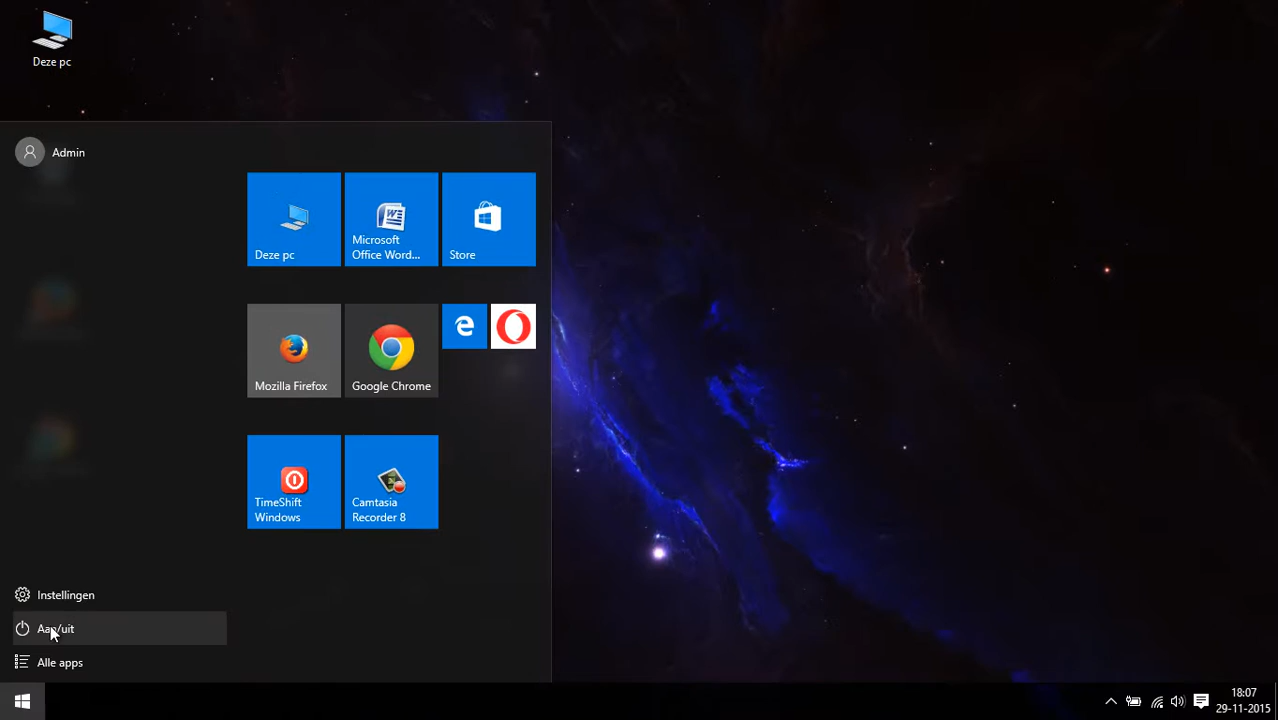 Deze pc
Admin
Deze pc
Microsoft
Office Word...
Store
Mozilla Firefox
Google Chrome
TimeShift
Windows
Camtasia
Recorder 8
Instellingen
Aan/uit
Alle apps
18:07
29-11-2015